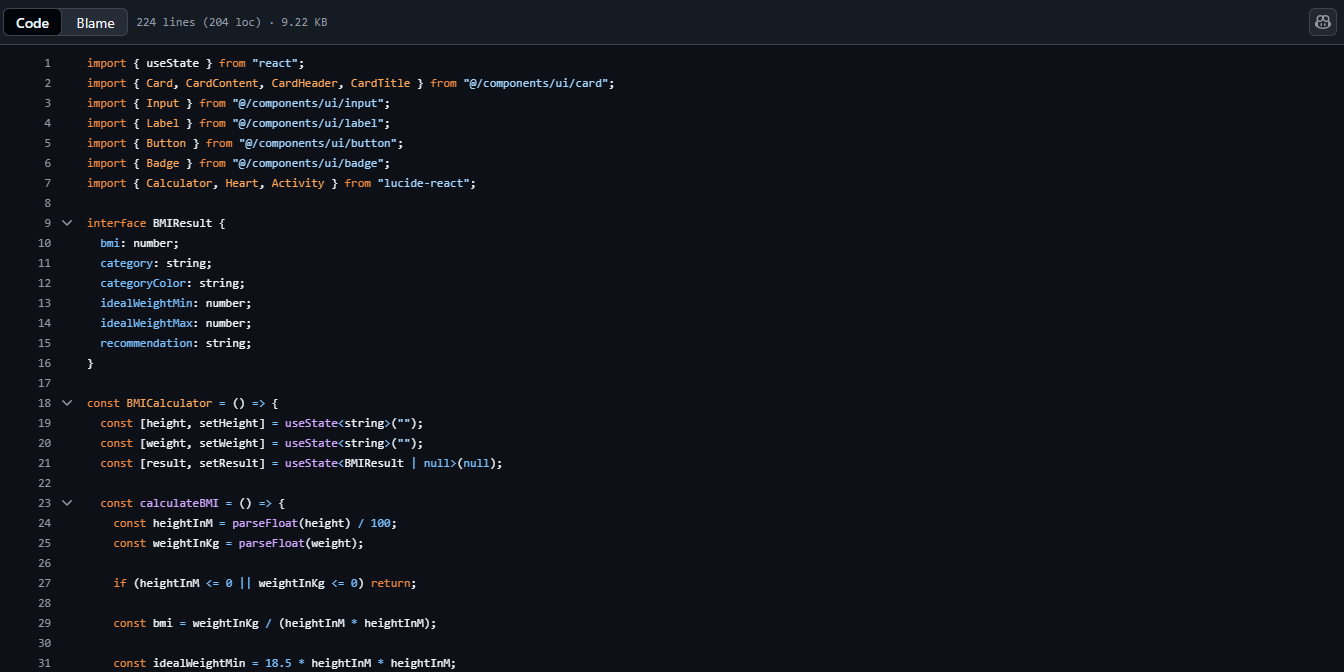 Code Blame 224 lines (204 loc) · 9.22 KB
1 import { useState } from "react";
2 import { Card, CardContent, CardHeader, CardTitle } from "@/components/ui/card";
3 import { Input } from "@/components/ui/input";
4 import { Label } from "@/components/ui/label";
5 import { Button } from "@/components/ui/button";
6 import { Badge } from "@/components/ui/badge";
7 import { Calculator, Heart, Activity } from "lucide-react";
8
9 interface BMIResult {
10   bmi: number;
11   category: string;
12   categoryColor: string;
13   idealWeightMin: number;
14   idealWeightMax: number;
15   recommendation: string;
16 }
17
18 const BMICalculator = () => {
19   const [height, setHeight] = useState<string>("");
20   const [weight, setWeight] = useState<string>("");
21   const [result, setResult] = useState<BMIResult | null>(null);
22
23   const calculateBMI = () => {
24     const heightInM = parseFloat(height) / 100;
25     const weightInKg = parseFloat(weight);
26
27     if (heightInM <= 0 || weightInKg <= 0) return;
28
29     const bmi = weightInKg / (heightInM * heightInM);
30
31     const idealWeightMin = 18.5 * heightInM * heightInM;